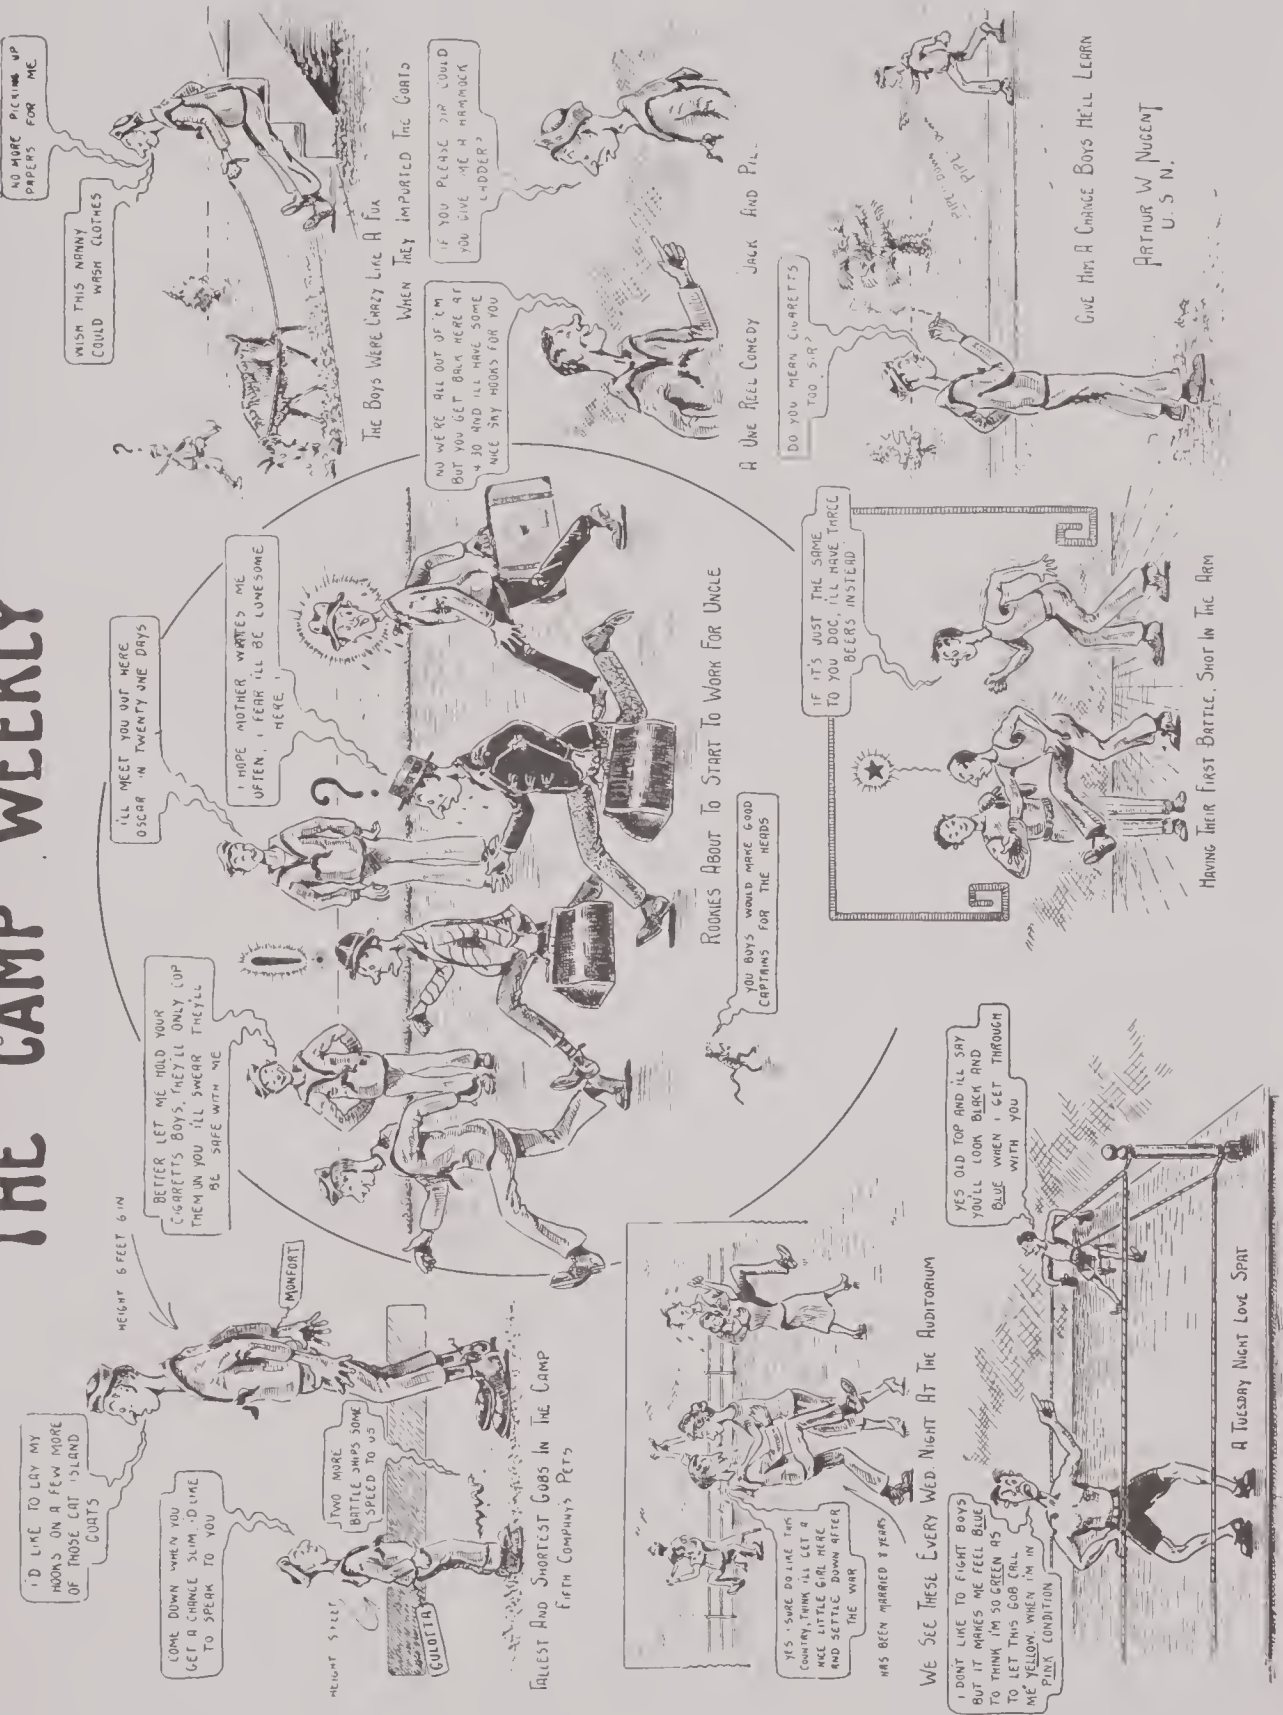 THE CAMP WEEKLY
I'D LIKE TO LAY MY
HOOKS ON A FEW MORE
OF THOSE CAT ISLAND
GOATS
HEIGHT 6 FEET 6 IN
MONFORT
COME DOWN WHEN YOU
GET A CHANCE SLIM, I'D LIKE
TO SPEAK TO YOU
HEIGHT 5 FEET
GULOTTA
TWO MORE
BATTLE SHIPS SOME
SPEED TO US
TALLEST AND SHORTEST GOBS IN THE CAMP
FIFTH COMPANYS PETS
BETTER LET ME HOLD YOUR
CIGARETTS BOYS, THEY'LL ONLY COP
THEM ON YOU I'LL SWEAR THEY'LL
BE SAFE WITH ME
I'LL MEET YOU OUT HERE
OSCAR IN TWENTY ONE DAYS
I HOPE MOTHER WRITES ME
OFTEN, I FEAR I'LL BE LONESOME
HERE
?
ROOKIES ABOUT TO START TO WORK FOR UNCLE
YOU BOYS WOULD MAKE GOOD
CAPTAINS FOR THE HEADS
NO MORE PICKING UP
PAPERS FOR ME
WISH THIS NANNY
COULD WASH CLOTHES
?
THE BOYS WERE CRAZY LIKE A FOX
WHEN THEY IMPORTED THE GOATS
IF YOU PLEASE SIR COULD
YOU GIVE ME A HAMMOCK
LADDER?
NO WE'RE ALL OUT OF EM
BUT YOU GET BACK HERE AT
4 30 AND I'LL HAVE SOME
NICE SAY HOOKS FOR YOU
A ONE REEL COMEDY JACK AND PIL.
DO YOU MEAN CIGARETTS
TOO, SIR?
PIPE DOWN
PIPE DOWN
GIVE HIM A CHANCE BOYS HE'LL LEARN
ARTHUR W NUGENT
U. S. N.
YES I SURE DO LIKE THIS
COUNTRY, THINK I'LL GET A
NICE LITTLE GIRL HERE
AND SETTLE DOWN AFTER
THE WAR
HAS BEEN MARRIED 8 YEARS
WE SEE THESE EVERY WED. NIGHT AT THE AUDITORIUM
I DON'T LIKE TO FIGHT BOYS
BUT IT MAKES ME FEEL BLUE
TO THINK I'M SO GREEN AS
TO LET THIS GOB CALL
ME YELLOW. WHEN I'M IN
PINK CONDITION
YES OLD TOP AND I'LL SAY
YOU'LL LOOK BLACK AND
BLUE WHEN I GET THROUGH
WITH YOU
A TUESDAY NIGHT LOVE SPAT
IF IT'S JUST THE SAME
TO YOU DOC, I'LL HAVE THREE
BEERS INSTEAD
HAVING THEIR FIRST BATTLE, SHOT IN THE ARM